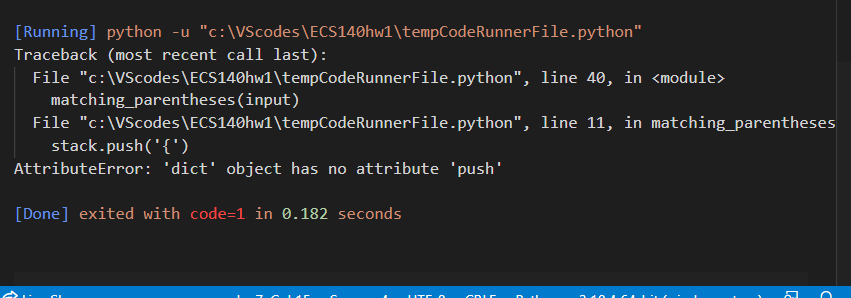 [Running] python -u "c:\VScodes\ECS140hw1\tempCodeRunnerFile.python"
Traceback (most recent call last):
  File "c:\VScodes\ECS140hw1\tempCodeRunnerFile.python", line 40, in <module>
    matching_parentheses(input)
  File "c:\VScodes\ECS140hw1\tempCodeRunnerFile.python", line 11, in matching_parentheses
    stack.push('{')
AttributeError: 'dict' object has no attribute 'push'
[Done] exited with code=1 in 0.182 seconds